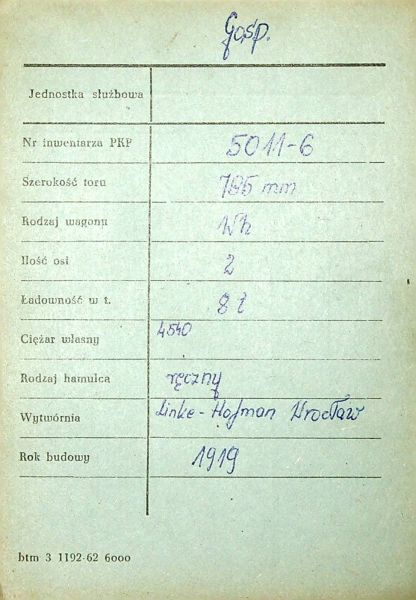 Gosp.
Jednostka służbowa
Nr inwentarza PKP 5011-6
Szerokość toru 785 mm
Rodzaj wagonu Wh
Ilość osi 2
Ładowność w t. 8 t
Ciężar własny 4540
Rodzaj hamulca ręczny
Wytwórnia Linke-Hofman Wrocław
Rok budowy 1919
btm 3 1192-62 6000